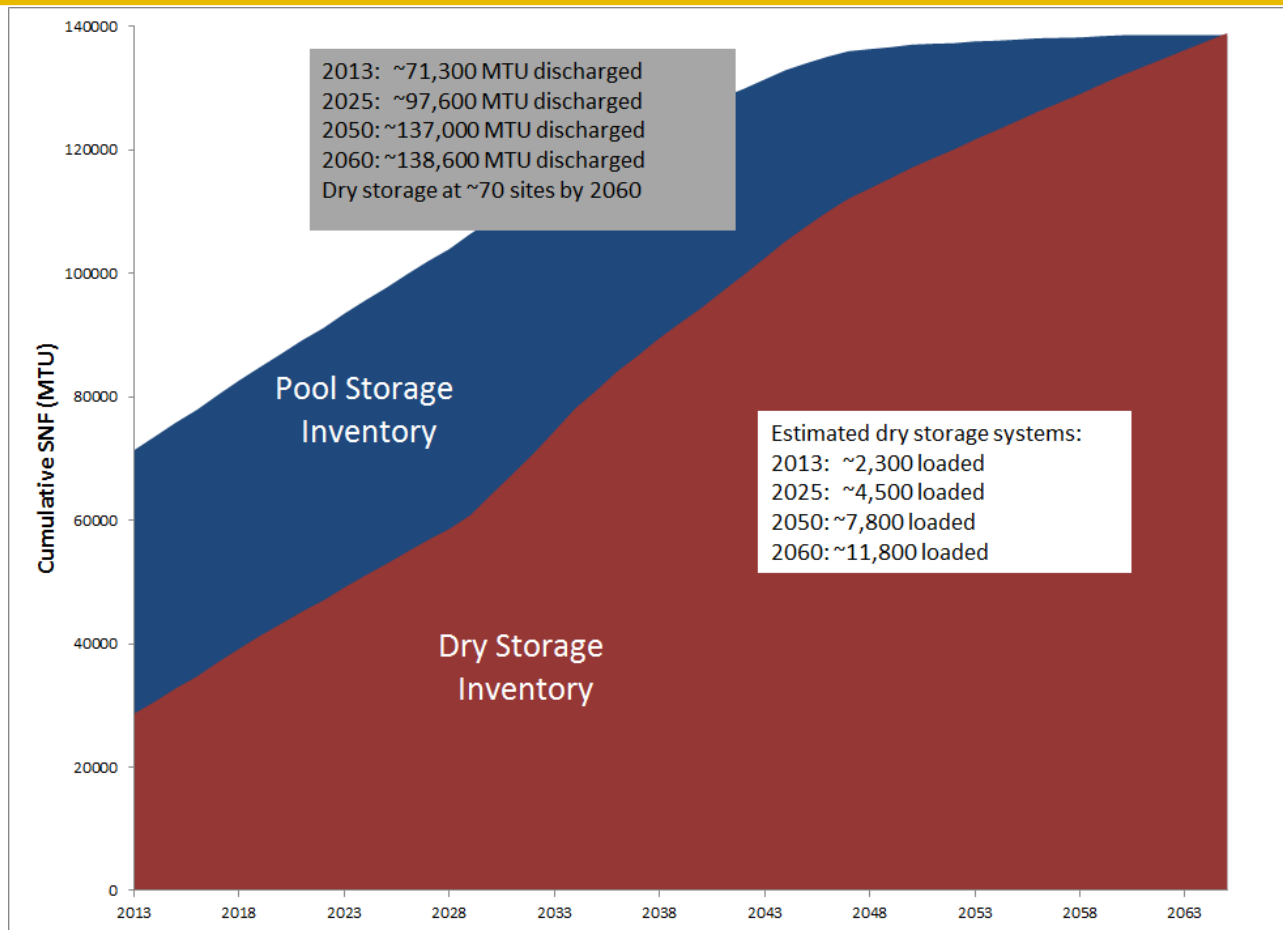 140000
120000
100000
80000
60000
40000
20000
0
Cumulative SNF (MTU)
2013: ~71,300 MTU discharged
2025: ~97,600 MTU discharged
2050: ~137,000 MTU discharged
2060: ~138,600 MTU discharged
Dry storage at ~70 sites by 2060
Pool Storage
Inventory
Estimated dry storage systems:
2013: ~2,300 loaded
2025: ~4,500 loaded
2050: ~7,800 loaded
2060: ~11,800 loaded
Dry Storage
Inventory
2013 2018 2023 2028 2033 2038 2043 2048 2053 2058 2063